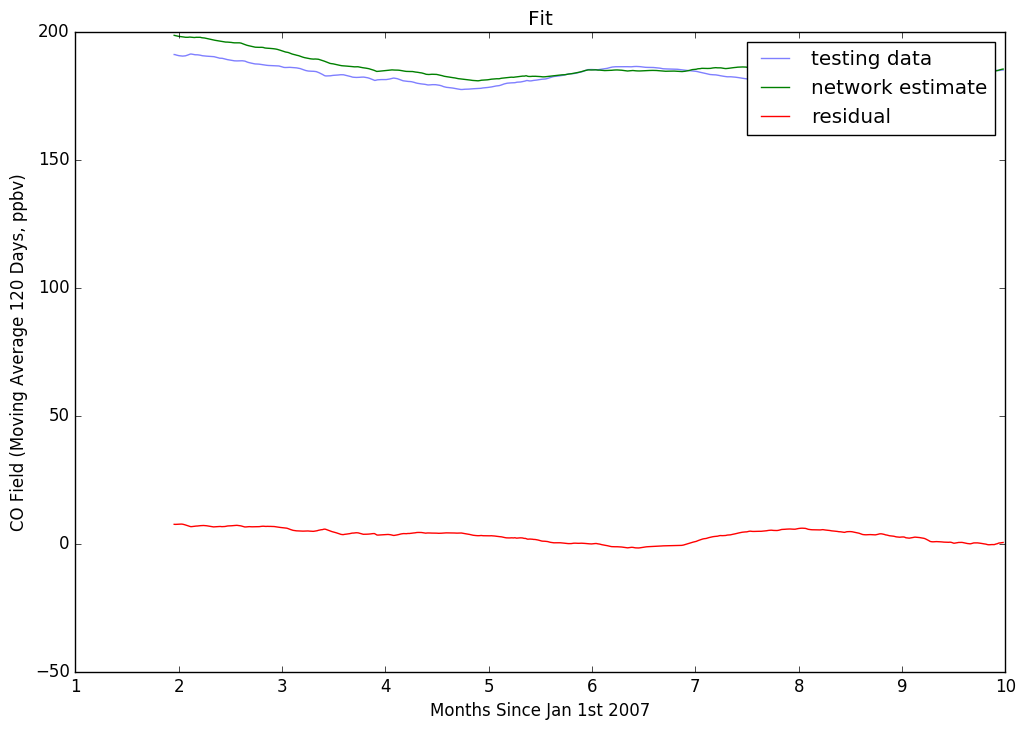 Fit
200
150
100
50
0
−50
CO Field (Moving Average 120 Days, ppbv)
testing data
network estimate
residual
1 2 3 4 5 6 7 8 9 10
Months Since Jan 1st 2007